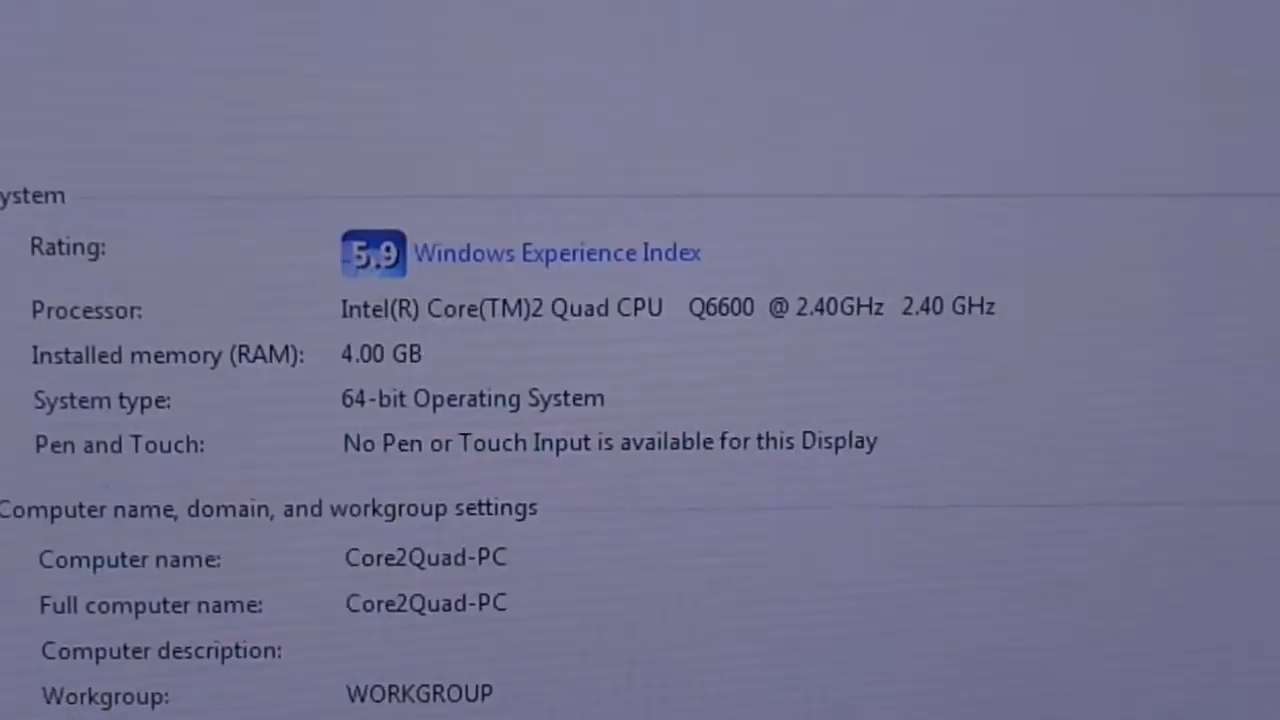 ystem
Rating: 5.9 Windows Experience Index
Processor: Intel(R) Core(TM)2 Quad CPU Q6600 @ 2.40GHz 2.40 GHz
Installed memory (RAM): 4.00 GB
System type: 64-bit Operating System
Pen and Touch: No Pen or Touch Input is available for this Display
Computer name, domain, and workgroup settings
Computer name: Core2Quad-PC
Full computer name: Core2Quad-PC
Computer description:
Workgroup: WORKGROUP